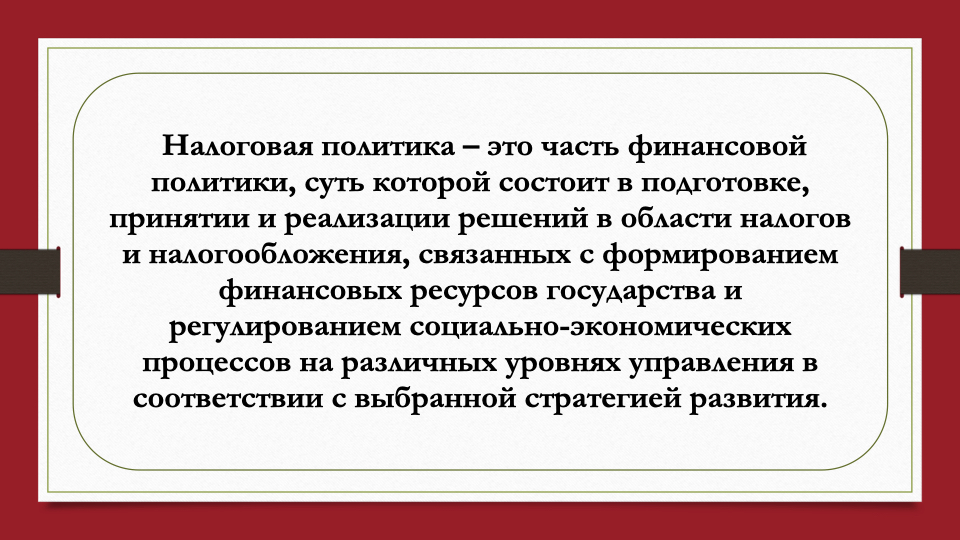 Налоговая политика – это часть финансовой
политики, суть которой состоит в подготовке,
принятии и реализации решений в области налогов
и налогообложения, связанных с формированием
финансовых ресурсов государства и
регулированием социально-экономических
процессов на различных уровнях управления в
соответствии с выбранной стратегией развития.